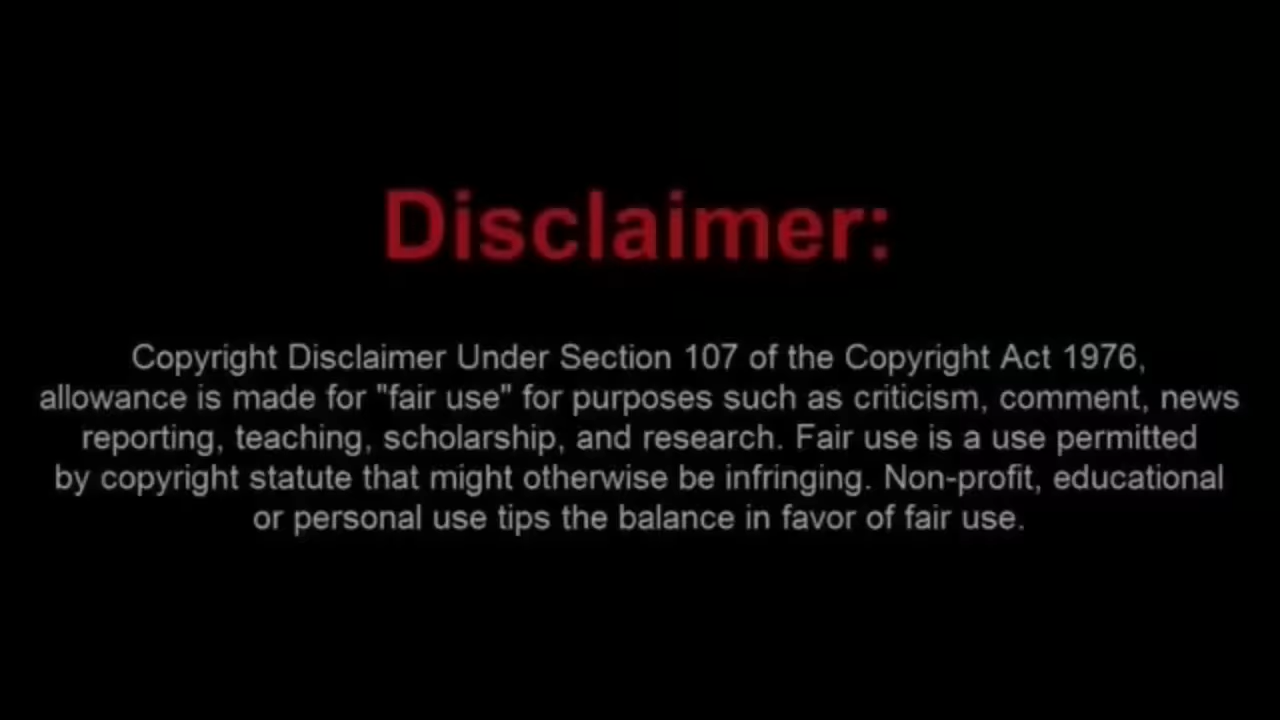 Disclaimer:
Copyright Disclaimer Under Section 107 of the Copyright Act 1976,
allowance is made for "fair use" for purposes such as criticism, comment, news
reporting, teaching, scholarship, and research. Fair use is a use permitted
by copyright statute that might otherwise be infringing. Non-profit, educational
or personal use tips the balance in favor of fair use.